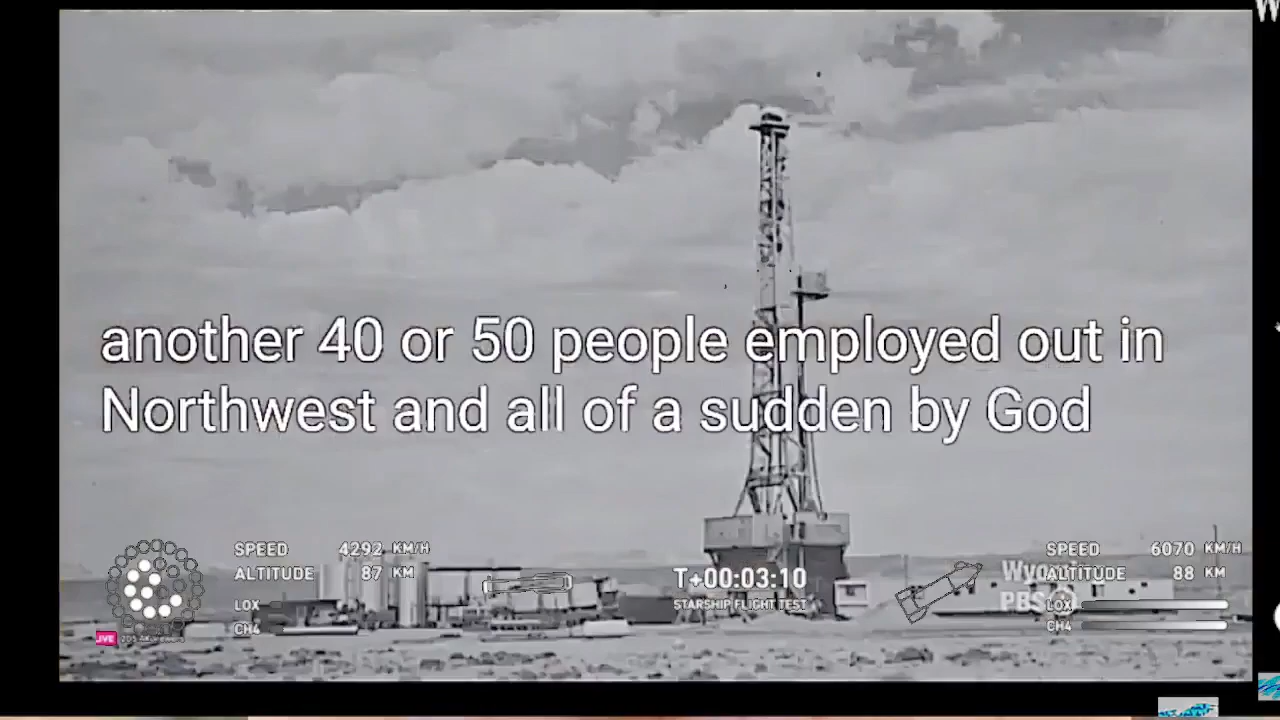 another 40 or 50 people employed out in
Northwest and all of a sudden by God
SPEED 4292 KM/H
ALTITUDE 87 KM
LOX
CH4
T+00:03:10
STARSHIP FLIGHT TEST
SPEED 6070 KM/H
ALTITUDE 88 KM
LOX
CH4
PBS
LIVE